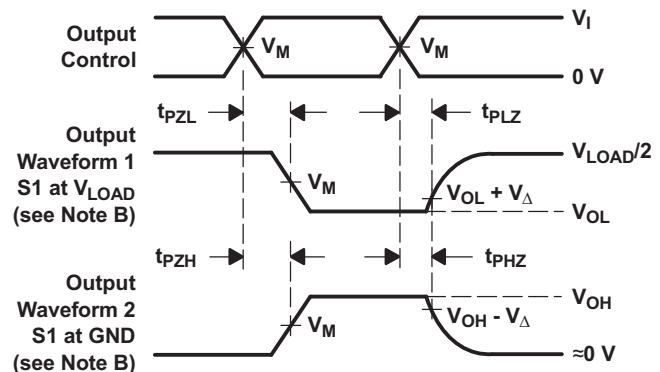 Output
Control
V_I
V_M
V_M
0 V
t_PZL
t_PLZ
Output
Waveform 1
S1 at V_LOAD
(see Note B)
V_LOAD/2
V_M
V_OL + V_Δ
V_OL
t_PZH
t_PHZ
Output
Waveform 2
S1 at GND
(see Note B)
V_OH
V_M
V_OH - V_Δ
≈0 V